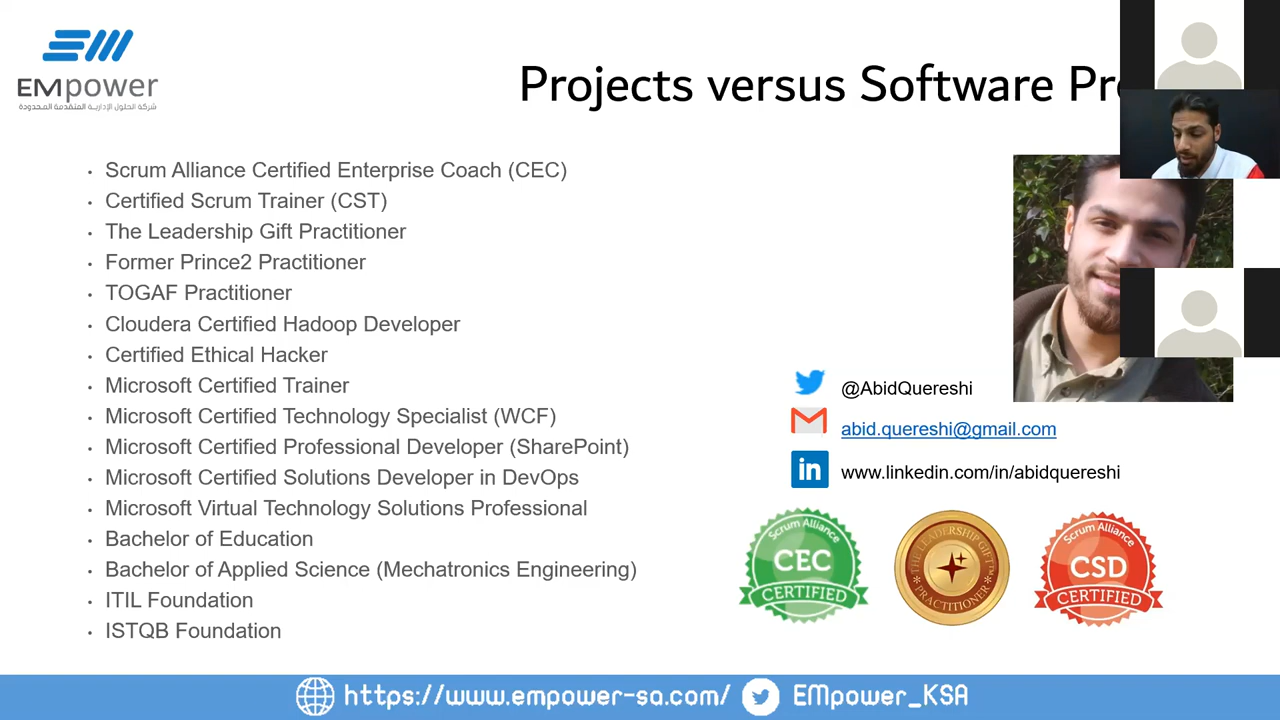 EMpower
شركة الحلول الإدارية المتقدمة المحدودة
Projects versus Software
• Scrum Alliance Certified Enterprise Coach (CEC)
• Certified Scrum Trainer (CST)
• The Leadership Gift Practitioner
• Former Prince2 Practitioner
• TOGAF Practitioner
• Cloudera Certified Hadoop Developer
• Certified Ethical Hacker
• Microsoft Certified Trainer
• Microsoft Certified Technology Specialist (WCF)
• Microsoft Certified Professional Developer (SharePoint)
• Microsoft Certified Solutions Developer in DevOps
• Microsoft Virtual Technology Solutions Professional
• Bachelor of Education
• Bachelor of Applied Science (Mechatronics Engineering)
• ITIL Foundation
• ISTQB Foundation
@AbidQuereshi
abid.quereshi@gmail.com
in
www.linkedin.com/in/abidquereshi
Scrum Alliance
CEC
CERTIFIED
THE LEADERSHIP GIFT
PRACTITIONER
Scrum Alliance
CSD
CERTIFIED
https://www.empower-sa.com/
EMpower_KSA